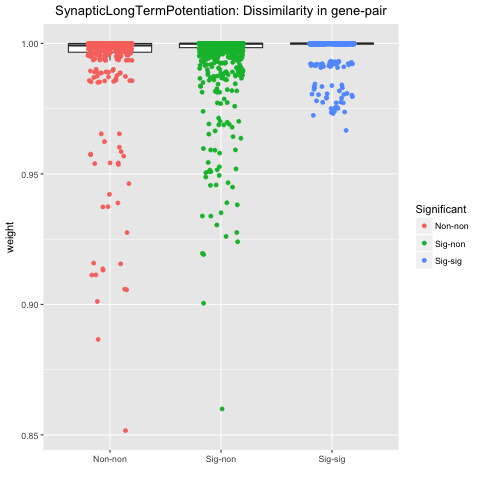 SynapticLongTermPotentiation: Dissimilarity in gene-pair
1.00
0.95
0.90
0.85
weight
Non-non
Sig-non
Sig-sig
Significant
Non-non
Sig-non
Sig-sig